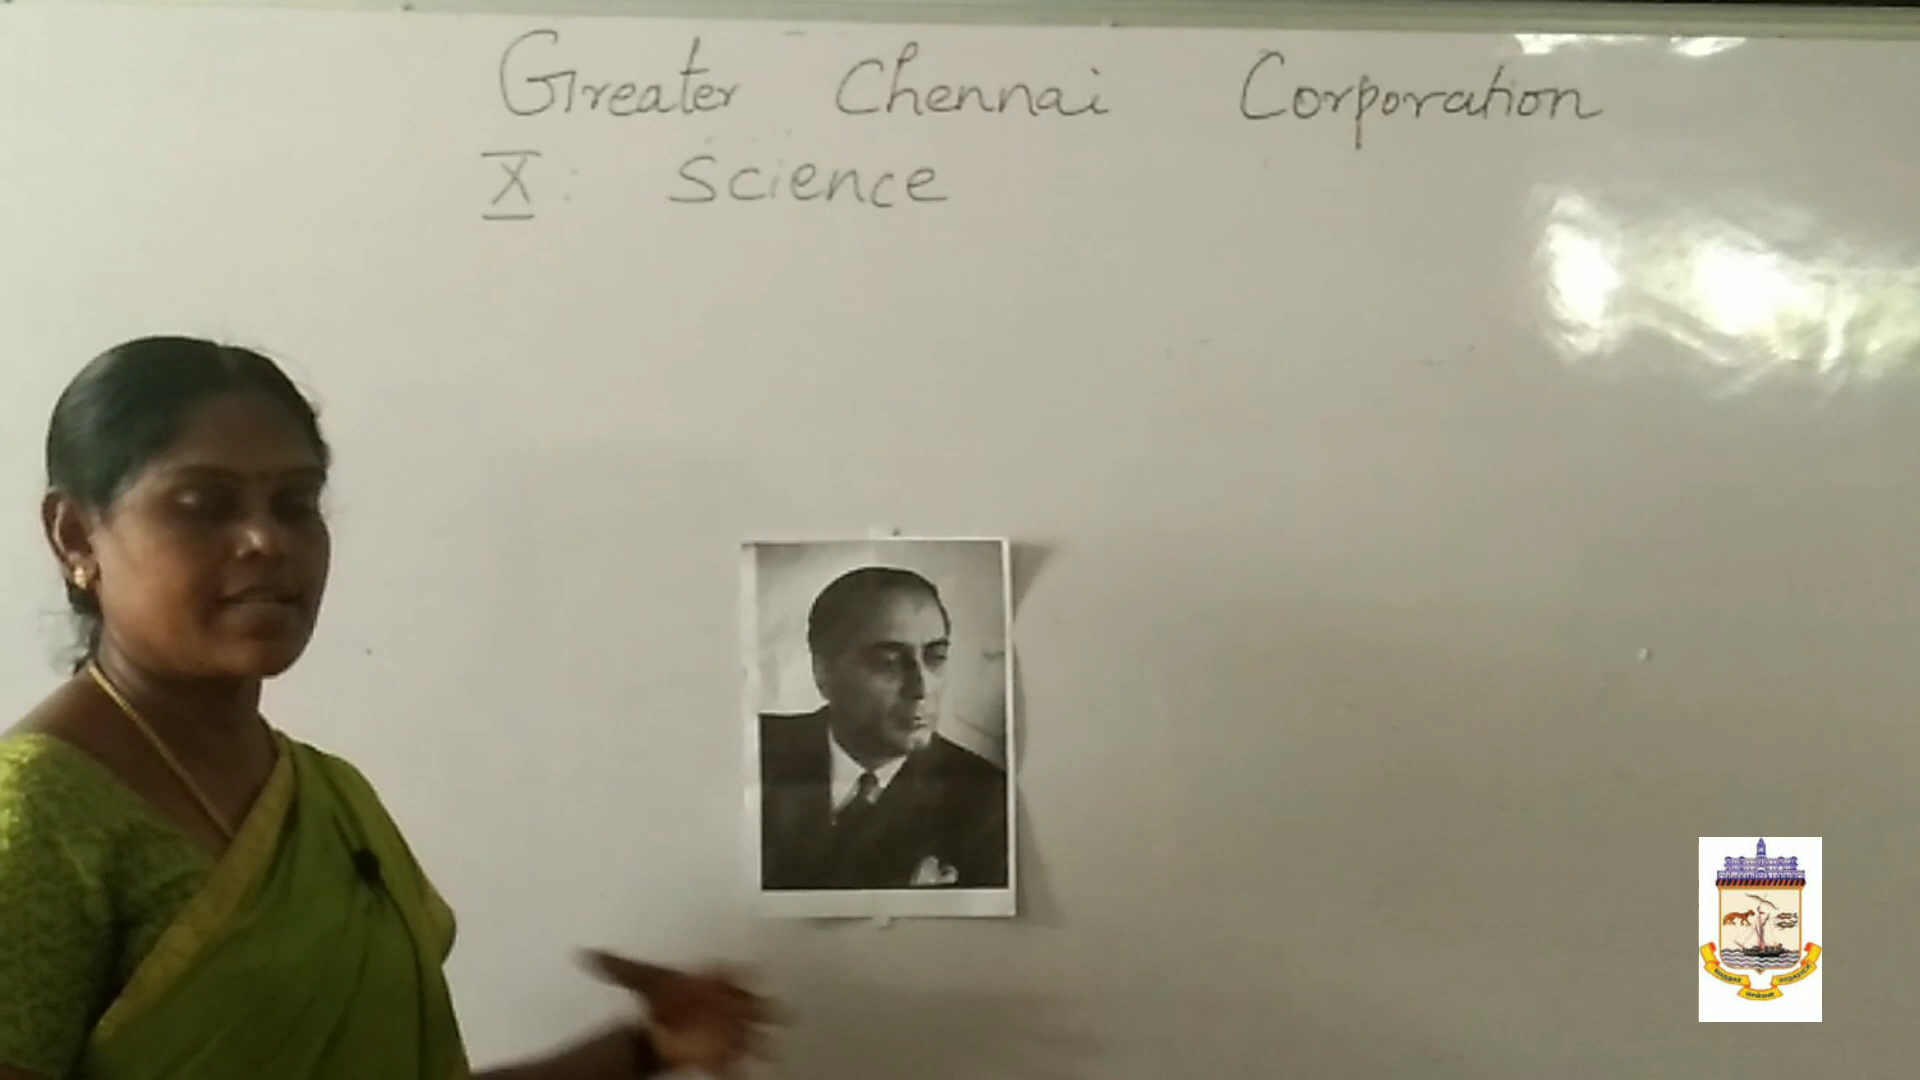 Greater Chennai Corporation
X : Science
சென்னை